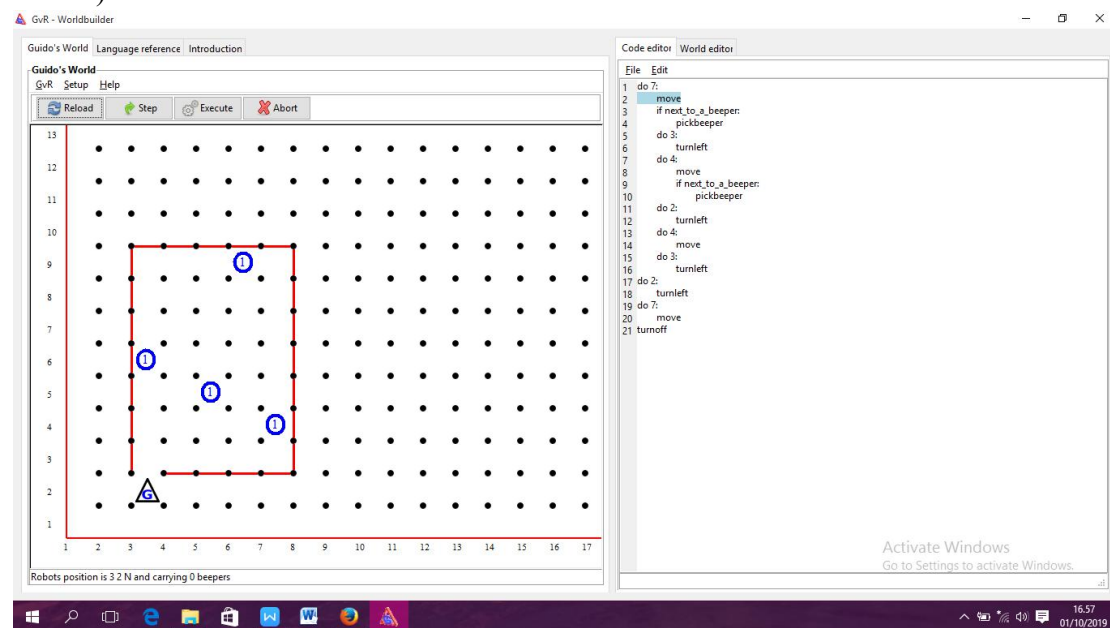 GvR - Worldbuilder
Guido's World Language reference Introduction
Guido's World
GvR Setup Help
Reload Step Execute Abort
13
12
11
10
9
8
7
6
5
4
3
2
1
1
1
1
1
G
1 2 3 4 5 6 7 8 9 10 11 12 13 14 15 16 17
Robots position is 3 2 N and carrying 0 beepers
Code editor World editor
File Edit
1 do 7:
2 move
3 if next_to_a_beeper:
4 pickbeeper
5 do 3:
6 turnleft
7 do 4:
8 move
9 if next_to_a_beeper:
10 pickbeeper
11 do 2:
12 turnleft
13 do 4:
14 move
15 do 3:
16 turnleft
17 do 2:
18 turnleft
19 do 7:
20 move
21 turnoff
Activate Windows
Go to Settings to activate Windows.
16.57
01/10/2019